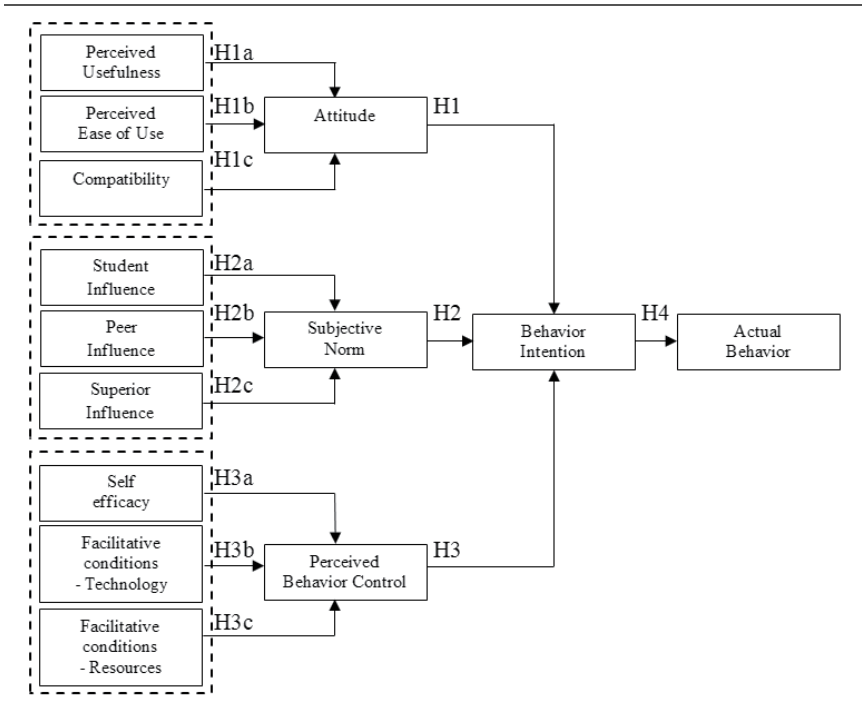 Perceived
Usefulness
H1a
Perceived
Ease of Use
H1b
Compatibility
H1c
Attitude
H1
Student
Influence
H2a
Peer
Influence
H2b
Superior
Influence
H2c
Subjective
Norm
H2
Behavior
Intention
H4
Actual
Behavior
Self
efficacy
H3a
Facilitative
conditions
- Technology
H3b
Facilitative
conditions
- Resources
H3c
Perceived
Behavior Control
H3